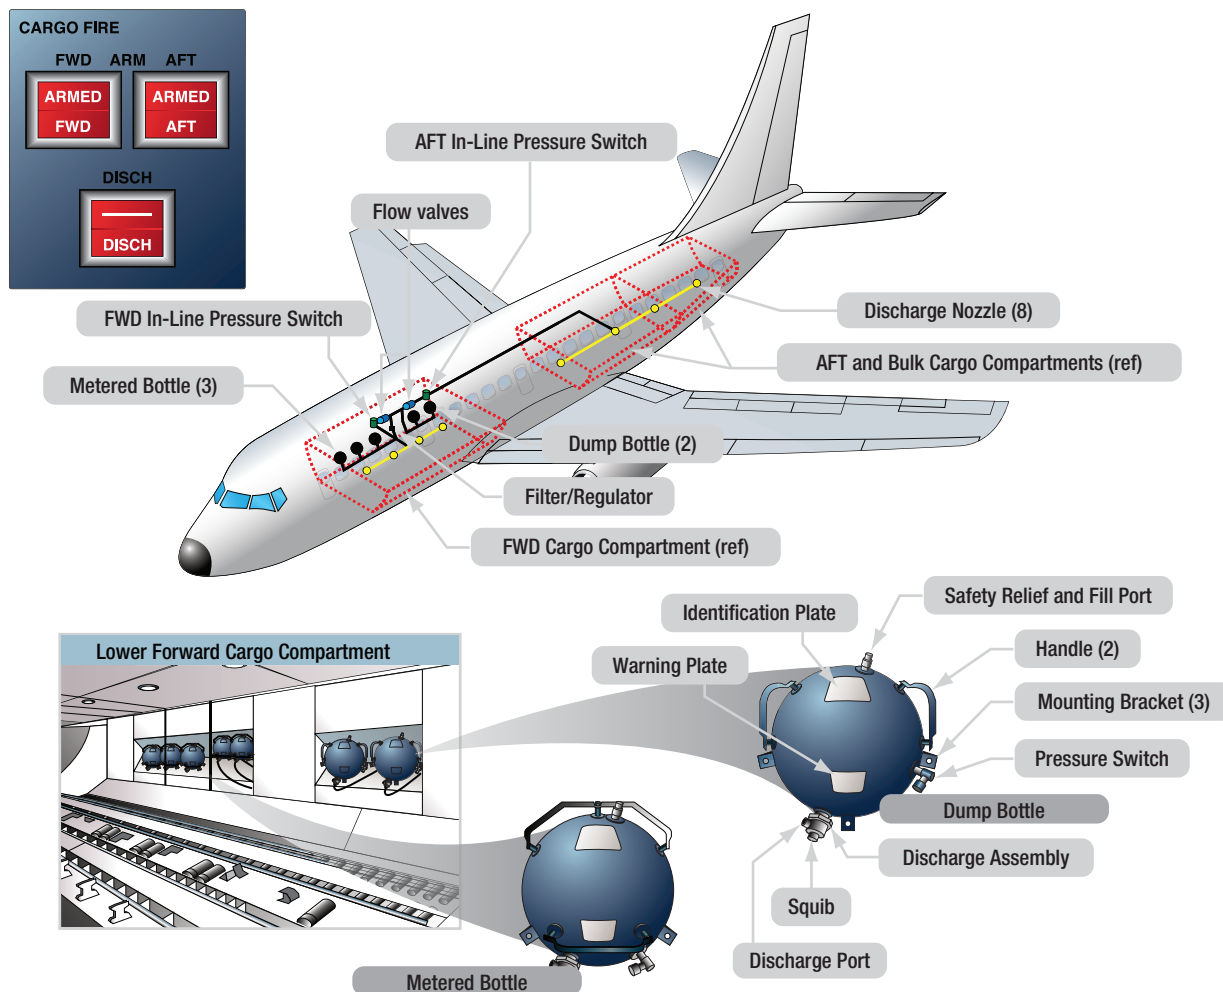 CARGO FIRE
FWD ARM AFT
ARMED
FWD
ARMED
AFT
DISCH
DISCH
AFT In-Line Pressure Switch
Flow valves
FWD In-Line Pressure Switch
Metered Bottle (3)
Discharge Nozzle (8)
AFT and Bulk Cargo Compartments (ref)
Dump Bottle (2)
Filter/Regulator
FWD Cargo Compartment (ref)
Lower Forward Cargo Compartment
Identification Plate
Safety Relief and Fill Port
Warning Plate
Handle (2)
Mounting Bracket (3)
Pressure Switch
Dump Bottle
Discharge Assembly
Squib
Discharge Port
Metered Bottle